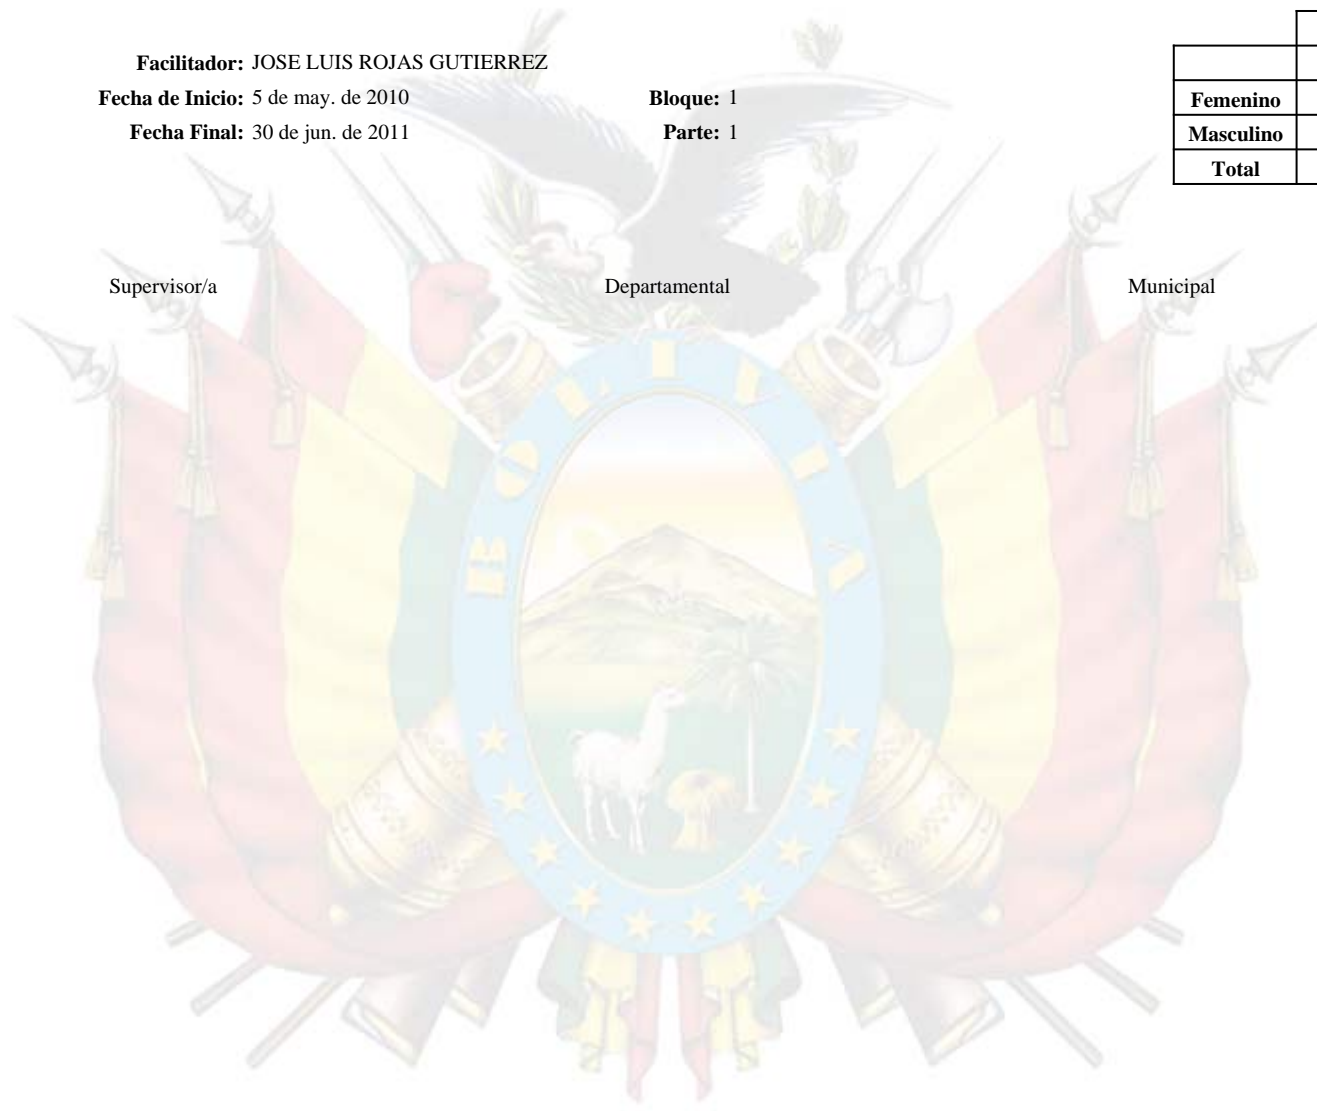 Facilitador: JOSE LUIS ROJAS GUTIERREZ
Fecha de Inicio: 5 de may. de 2010 Bloque: 1
Fecha Final: 30 de jun. de 2011 Parte: 1
Femenino
Masculino
Total
Supervisor/a Departamental Municipal
BOLIVIA